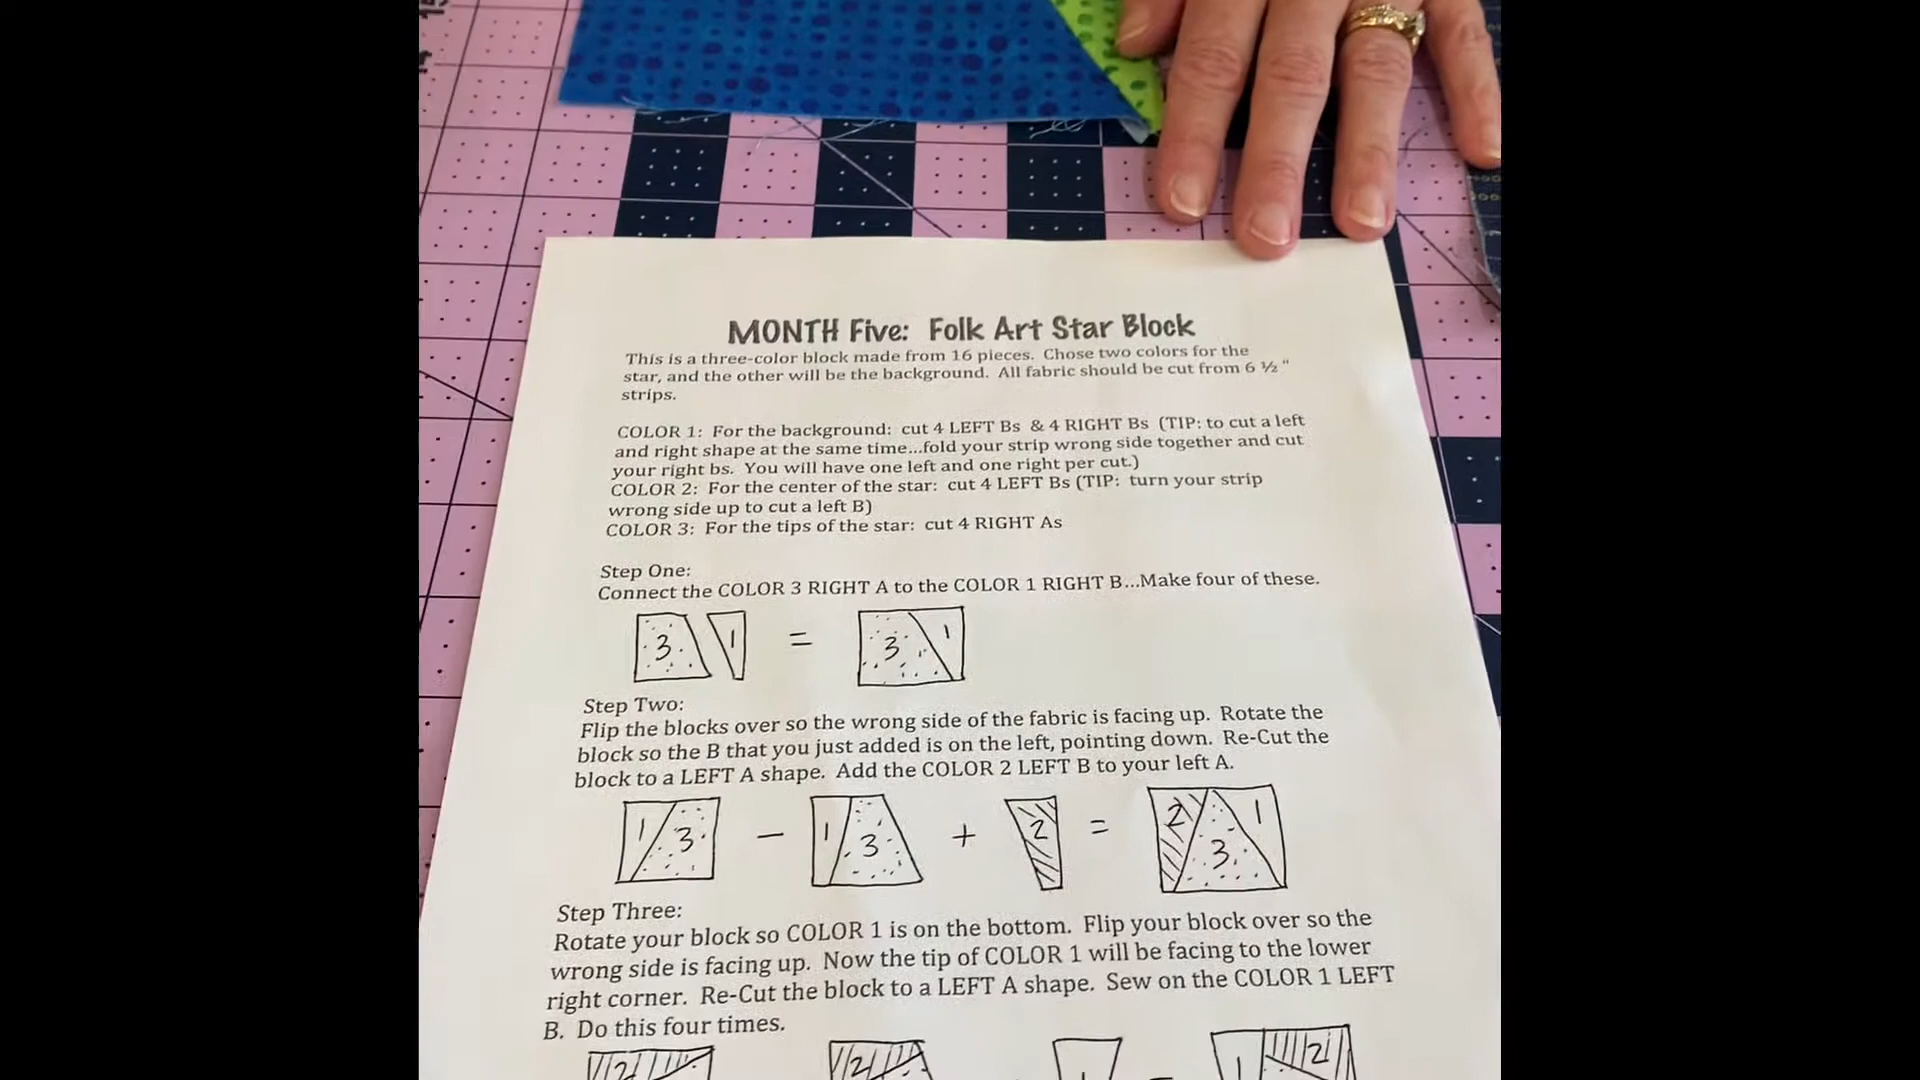 MONTH Five: Folk Art Star Block
This is a three-color block made from 16 pieces. Chose two colors for the
star, and the other will be the background. All fabric should be cut from 6 ½ "
strips.
COLOR 1: For the background: cut 4 LEFT Bs & 4 RIGHT Bs (TIP: to cut a left
and right shape at the same time...fold your strip wrong side together and cut
your right bs. You will have one left and one right per cut.)
COLOR 2: For the center of the star: cut 4 LEFT Bs (TIP: turn your strip
wrong side up to cut a left B)
COLOR 3: For the tips of the star: cut 4 RIGHT As
Step One:
Connect the COLOR 3 RIGHT A to the COLOR 1 RIGHT B...Make four of these.
3 1 = 3 1
Step Two:
Flip the blocks over so the wrong side of the fabric is facing up. Rotate the
block so the B that you just added is on the left, pointing down. Re-Cut the
block to a LEFT A shape. Add the COLOR 2 LEFT B to your left A.
1 3 – 1 3 + 2 = 2 3 1
Step Three:
Rotate your block so COLOR 1 is on the bottom. Flip your block over so the
wrong side is facing up. Now the tip of COLOR 1 will be facing to the lower
right corner. Re-Cut the block to a LEFT A shape. Sew on the COLOR 1 LEFT
B. Do this four times.
2 2 1 2